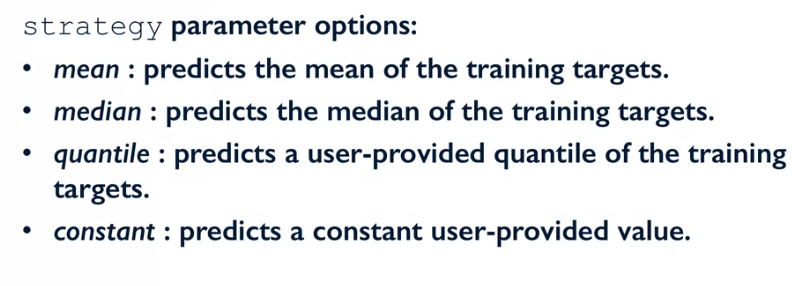 strategy parameter options:
• mean : predicts the mean of the training targets.
• median : predicts the median of the training targets.
• quantile : predicts a user-provided quantile of the training
targets.
• constant : predicts a constant user-provided value.